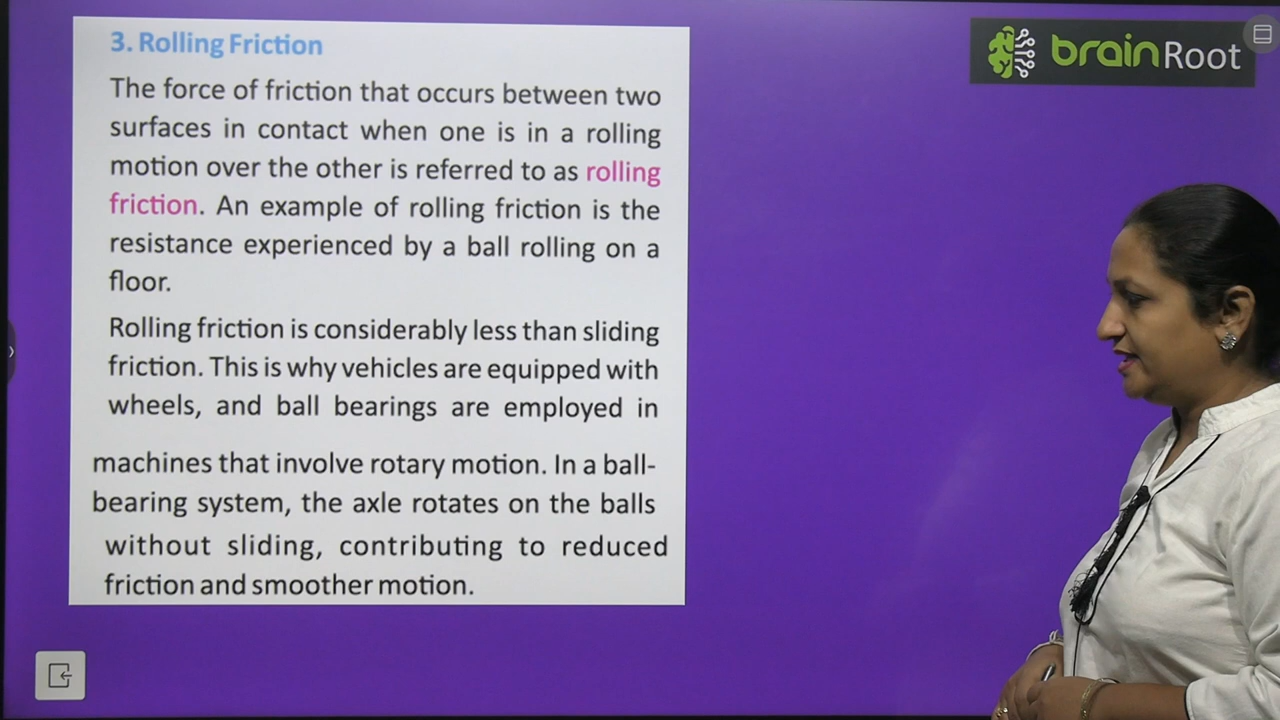 3. Rolling Friction
The force of friction that occurs between two
surfaces in contact when one is in a rolling
motion over the other is referred to as rolling
friction. An example of rolling friction is the
resistance experienced by a ball rolling on a
floor.
Rolling friction is considerably less than sliding
friction. This is why vehicles are equipped with
wheels, and ball bearings are employed in
machines that involve rotary motion. In a ball-
bearing system, the axle rotates on the balls
without sliding, contributing to reduced
friction and smoother motion.
brainRoot